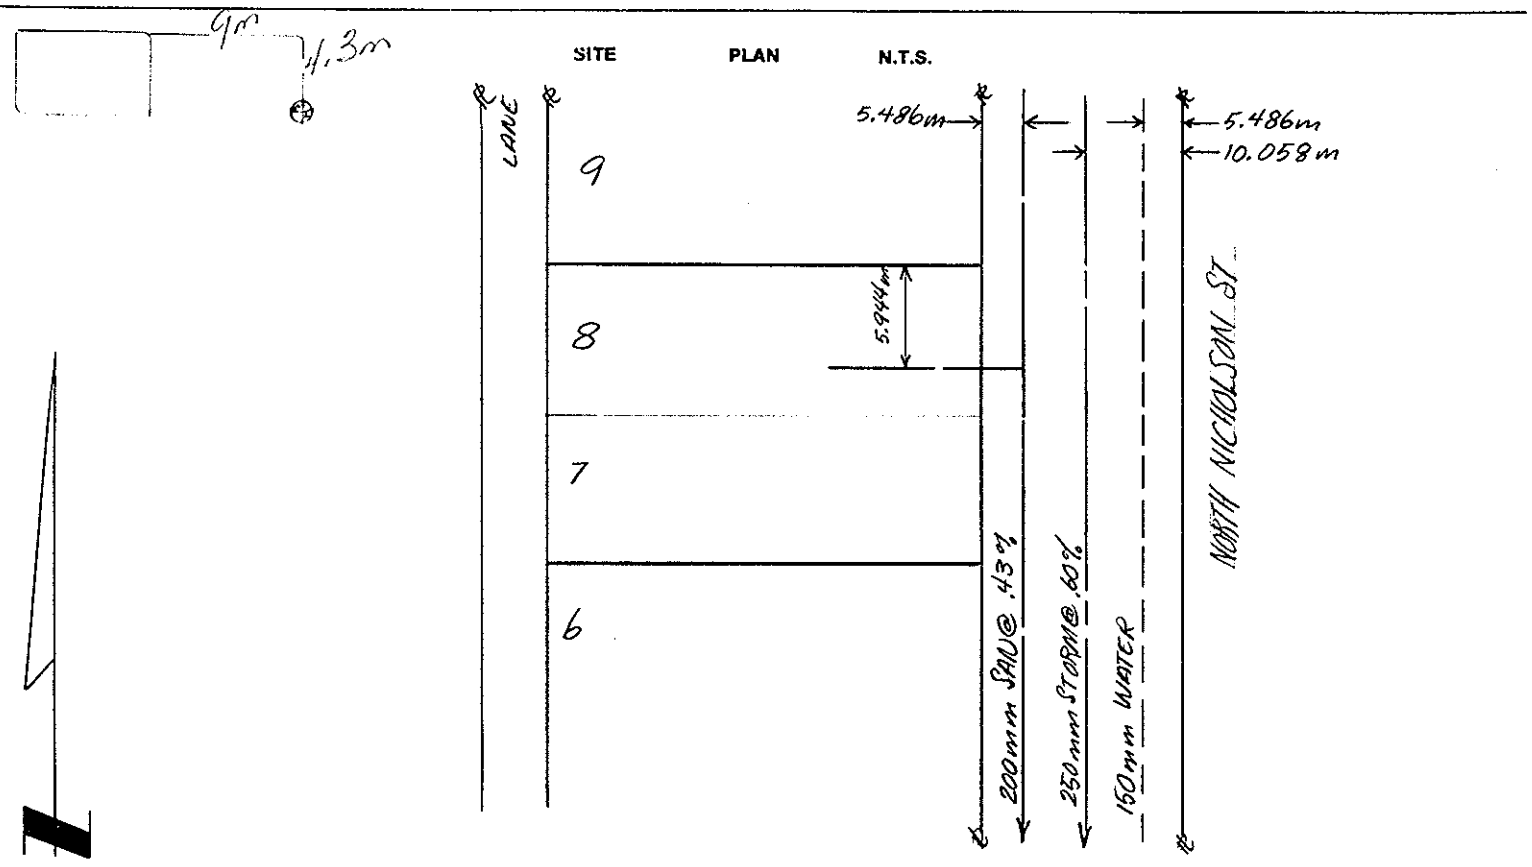 9m
4.3m
SITE PLAN N.T.S.
LANE
5.486m
5.486m
10.058m
9
5.944m
8
7
6
NORTH NICHOLSON ST.
200mm SAN@ .43%
250mm STORM@ .60%
150mm WATER